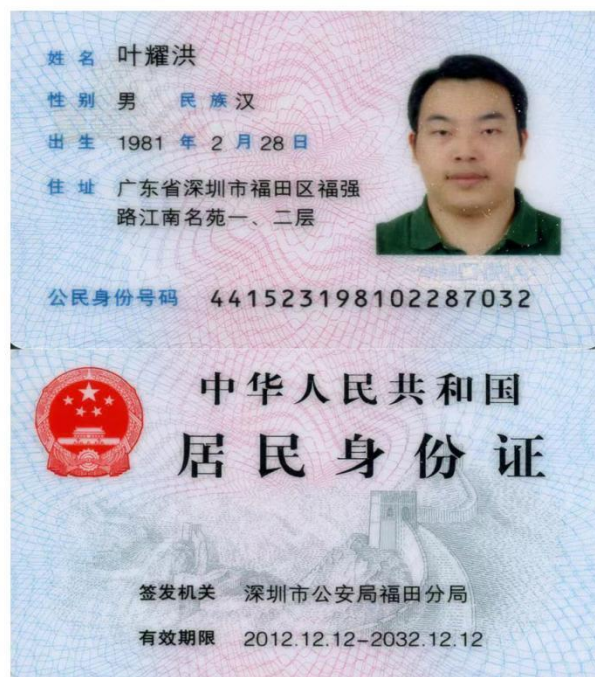 姓名 叶耀洪
性别 男 民族 汉
出生 1981 年 2 月 28 日
住址 广东省深圳市福田区福强
路江南名苑一、二层
公民身份号码 441523198102287032
中华人民共和国
居民身份证
签发机关 深圳市公安局福田分局
有效期限 2012.12.12-2032.12.12